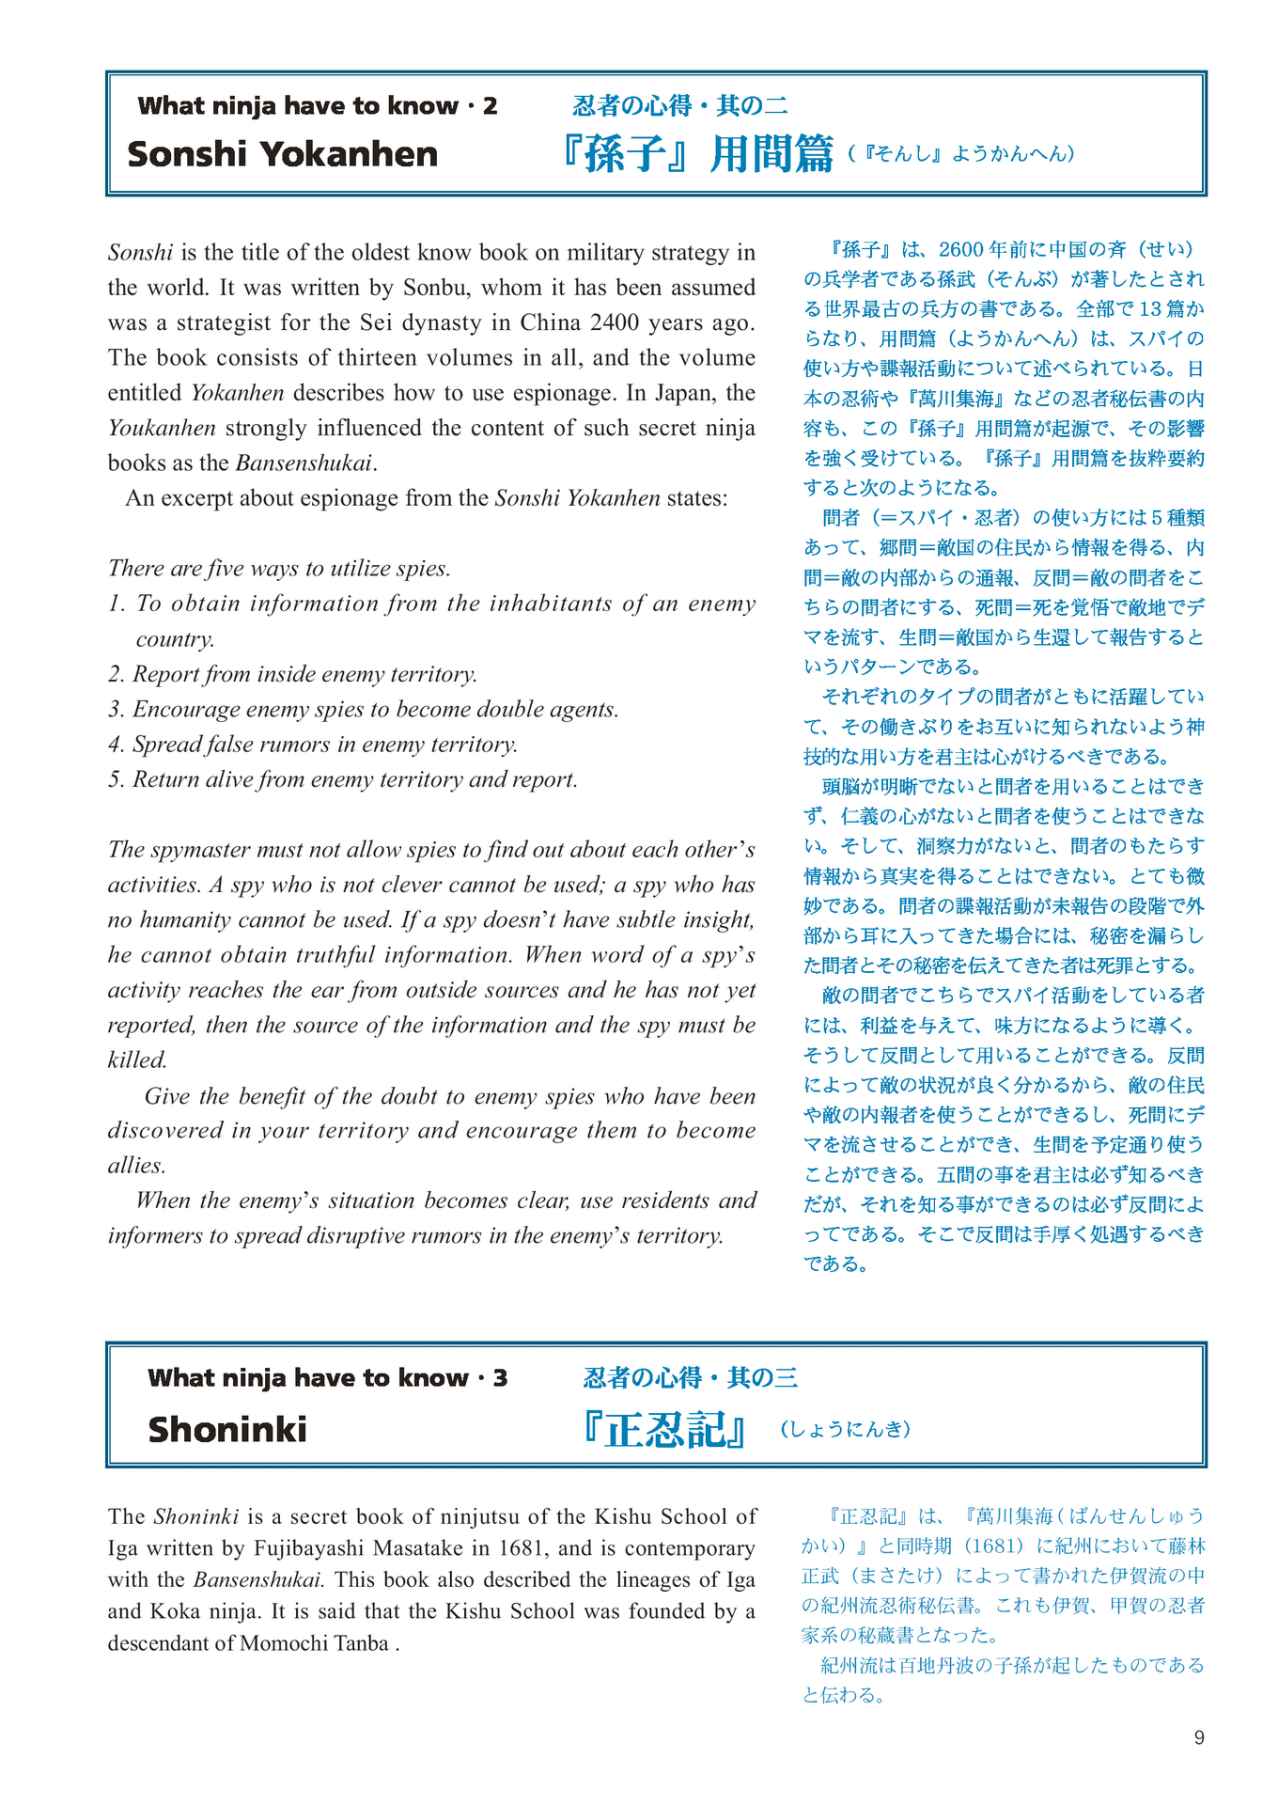 What ninja have to know・2
忍者の心得・其の二
Sonshi Yokanhen
『孫子』用間篇（『そんし』ようかんへん）
Sonshi is the title of the oldest know book on military strategy in
the world. It was written by Sonbu, whom it has been assumed
was a strategist for the Sei dynasty in China 2400 years ago.
The book consists of thirteen volumes in all, and the volume
entitled Yokanhen describes how to use espionage. In Japan, the
Youkanhen strongly influenced the content of such secret ninja
books as the Bansenshukai.
An excerpt about espionage from the Sonshi Yokanhen states:
There are five ways to utilize spies.
1. To obtain information from the inhabitants of an enemy
country.
2. Report from inside enemy territory.
3. Encourage enemy spies to become double agents.
4. Spread false rumors in enemy territory.
5. Return alive from enemy territory and report.
The spymaster must not allow spies to find out about each other's
activities. A spy who is not clever cannot be used; a spy who has
no humanity cannot be used. If a spy doesn't have subtle insight,
he cannot obtain truthful information. When word of a spy's
activity reaches the ear from outside sources and he has not yet
reported, then the source of the information and the spy must be
killed.
Give the benefit of the doubt to enemy spies who have been
discovered in your territory and encourage them to become
allies.
When the enemy's situation becomes clear, use residents and
informers to spread disruptive rumors in the enemy's territory.
『孫子』は、2600年前に中国の斉（せい）
の兵学者である孫武（そんぶ）が著したとされ
る世界最古の兵方の書である。全部で13篇か
らなり、用間篇（ようかんへん）は、スパイの
使い方や諜報活動について述べられている。日
本の忍術や『萬川集海』などの忍者秘伝書の内
容も、この『孫子』用間篇が起源で、その影響
を強く受けている。『孫子』用間篇を抜粋要約
すると次のようになる。
間者（＝スパイ・忍者）の使い方には5種類
あって、郷間＝敵国の住民から情報を得る、内
間＝敵の内部からの通報、反間＝敵の間者をこ
ちらの間者にする、死間＝死を覚悟で敵地でデ
マを流す、生間＝敵国から生還して報告すると
いうパターンである。
それぞれのタイプの間者がともに活躍してい
て、その働きぶりをお互いに知られないよう神
技的な用い方を君主は心がけるべきである。
頭脳が明晰でないと間者を用いることはでき
ず、仁義の心がないと間者を使うことはできな
い。そして、洞察力がないと、間者のもたらす
情報から真実を得ることはできない。とても微
妙である。間者の諜報活動が未報告の段階で外
部から耳に入ってきた場合には、秘密を漏らし
た間者とその秘密を伝えてきた者は死罪とする。
敵の間者でこちらでスパイ活動をしている者
には、利益を与えて、味方になるように導く。
そうして反間として用いることができる。反間
によって敵の状況が良く分かるから、敵の住民
や敵の内報者を使うことができるし、死間にデ
マを流させることができ、生間を予定通り使う
ことができる。五間の事を君主は必ず知るべき
だが、それを知る事ができるのは必ず反間によ
ってである。そこで反間は手厚く処遇するべき
である。
What ninja have to know・3
忍者の心得・其の三
Shoninki
『正忍記』（しょうにんき）
The Shoninki is a secret book of ninjutsu of the Kishu School of
Iga written by Fujibayashi Masatake in 1681, and is contemporary
with the Bansenshukai. This book also described the lineages of Iga
and Koka ninja. It is said that the Kishu School was founded by a
descendant of Momochi Tanba .
『正忍記』は、『萬川集海（ばんせんしゅう
かい）』と同時期（1681）に紀州において藤林
正武（まさたけ）によって書かれた伊賀流の中
の紀州流忍術秘伝書。これも伊賀、甲賀の忍者
家系の秘蔵書となった。
紀州流は百地丹波の子孫が起したものである
と伝わる。
9